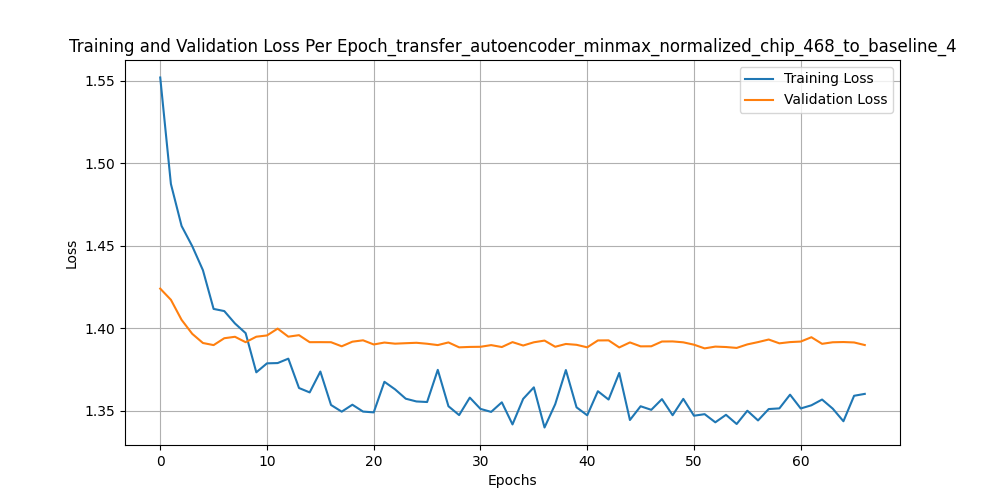 Training and Validation Loss Per Epoch_transfer_autoencoder_minmax_normalized_chip_468_to_baseline_4
Training Loss
Validation Loss
1.55
1.50
1.45
1.40
1.35
Loss
0 10 20 30 40 50 60
Epochs